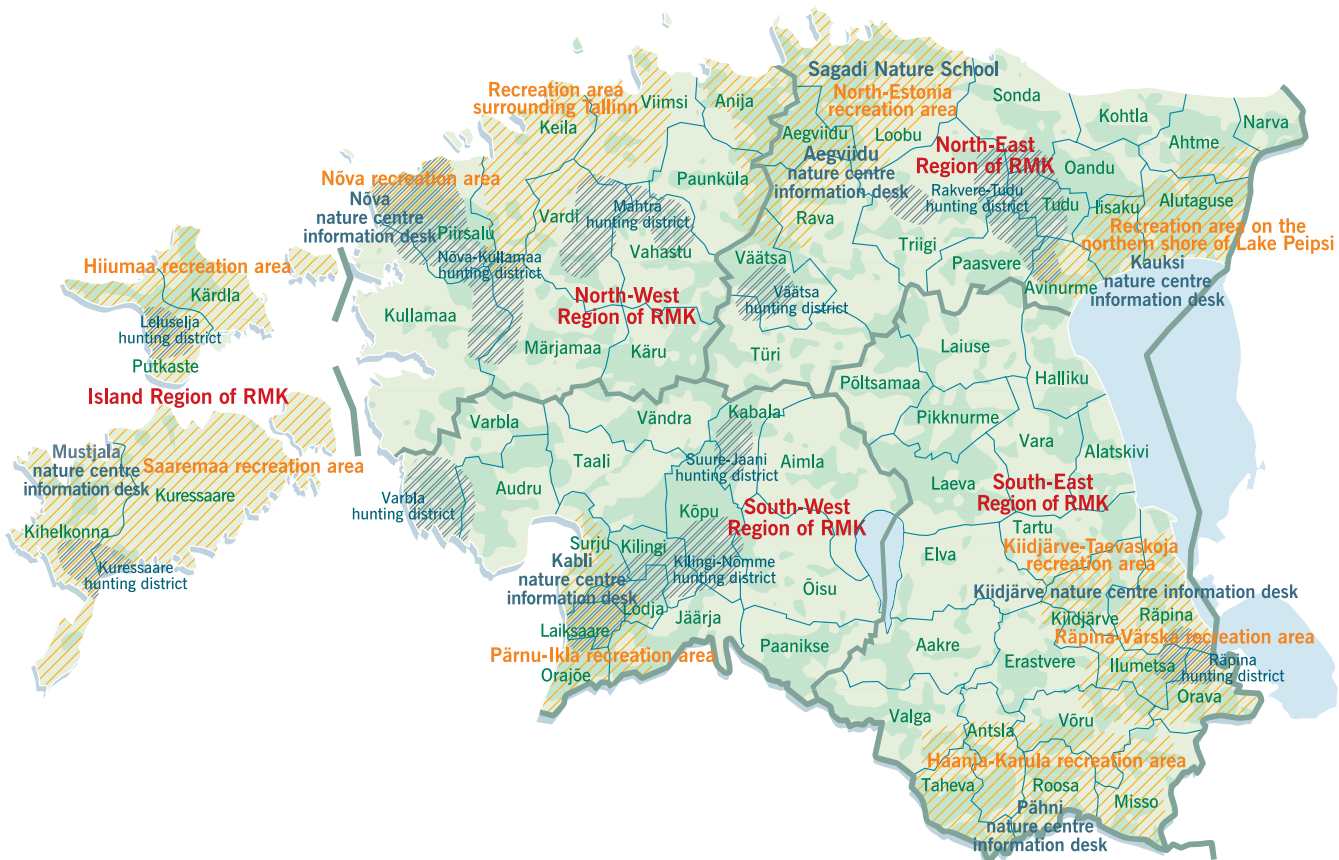 Sagadi Nature School
Recreation area
surrounding Tallinn
Viimsi
Anija
North-Estonia
recreation area
Sonda
Kohtla
Narva
Keila
Aegviidu
Loobu
Ahtme
North-East
Region of RMK
Aegviidu
nature centre
information desk
Oandu
Nõva recreation area
Nõva
nature centre
information desk
Paunküla
Rakvere-Tudu
hunting district
Tudu
Iisaku
Alutaguse
Mahtra
hunting district
Vardi
Rava
Piirsalu
Recreation area on the
northern shore of Lake Peipsi
Triigi
Vahastu
Väätsa
Nõva-Kullamaa
hunting district
Paasvere
Kauksi
nature centre
information desk
Hiiumaa recreation area
Kärdla
Avinurme
Väätsa
hunting district
North-West
Region of RMK
Kullamaa
Leluselja
hunting district
Märjamaa
Käru
Türi
Laiuse
Putkaste
Halliku
Põltsamaa
Island Region of RMK
Varbla
Vändra
Kabala
Pikknurme
Vara
Alatskivi
Mustjala
nature centre
information desk
Saaremaa recreation area
Taali
Suure-Jaani
hunting district
Aimla
Kuressaare
Audru
Laeva
South-East
Region of RMK
Varbla
hunting district
Kõpu
South-West
Region of RMK
Kihelkonna
Tartu
Surju
Kilingi
Elva
Kiidjärve-Taevaskoja
recreation area
Kuressaare
hunting district
Kabli
nature centre
information desk
Kilingi-Nõmme
hunting district
Õisu
Kiidjärve nature centre information desk
Lodja
Jäärja
Kiidjärve
Räpina
Laiksaare
Räpina-Värska recreation area
Paanikse
Aakre
Pärnu-Ikla recreation area
Erastvere
Ilumetsa
Räpina
hunting district
Orajõe
Orava
Valga
Võru
Antsla
Haanja-Karula recreation area
Taheva
Roosa
Misso
Pähni
nature centre
information desk